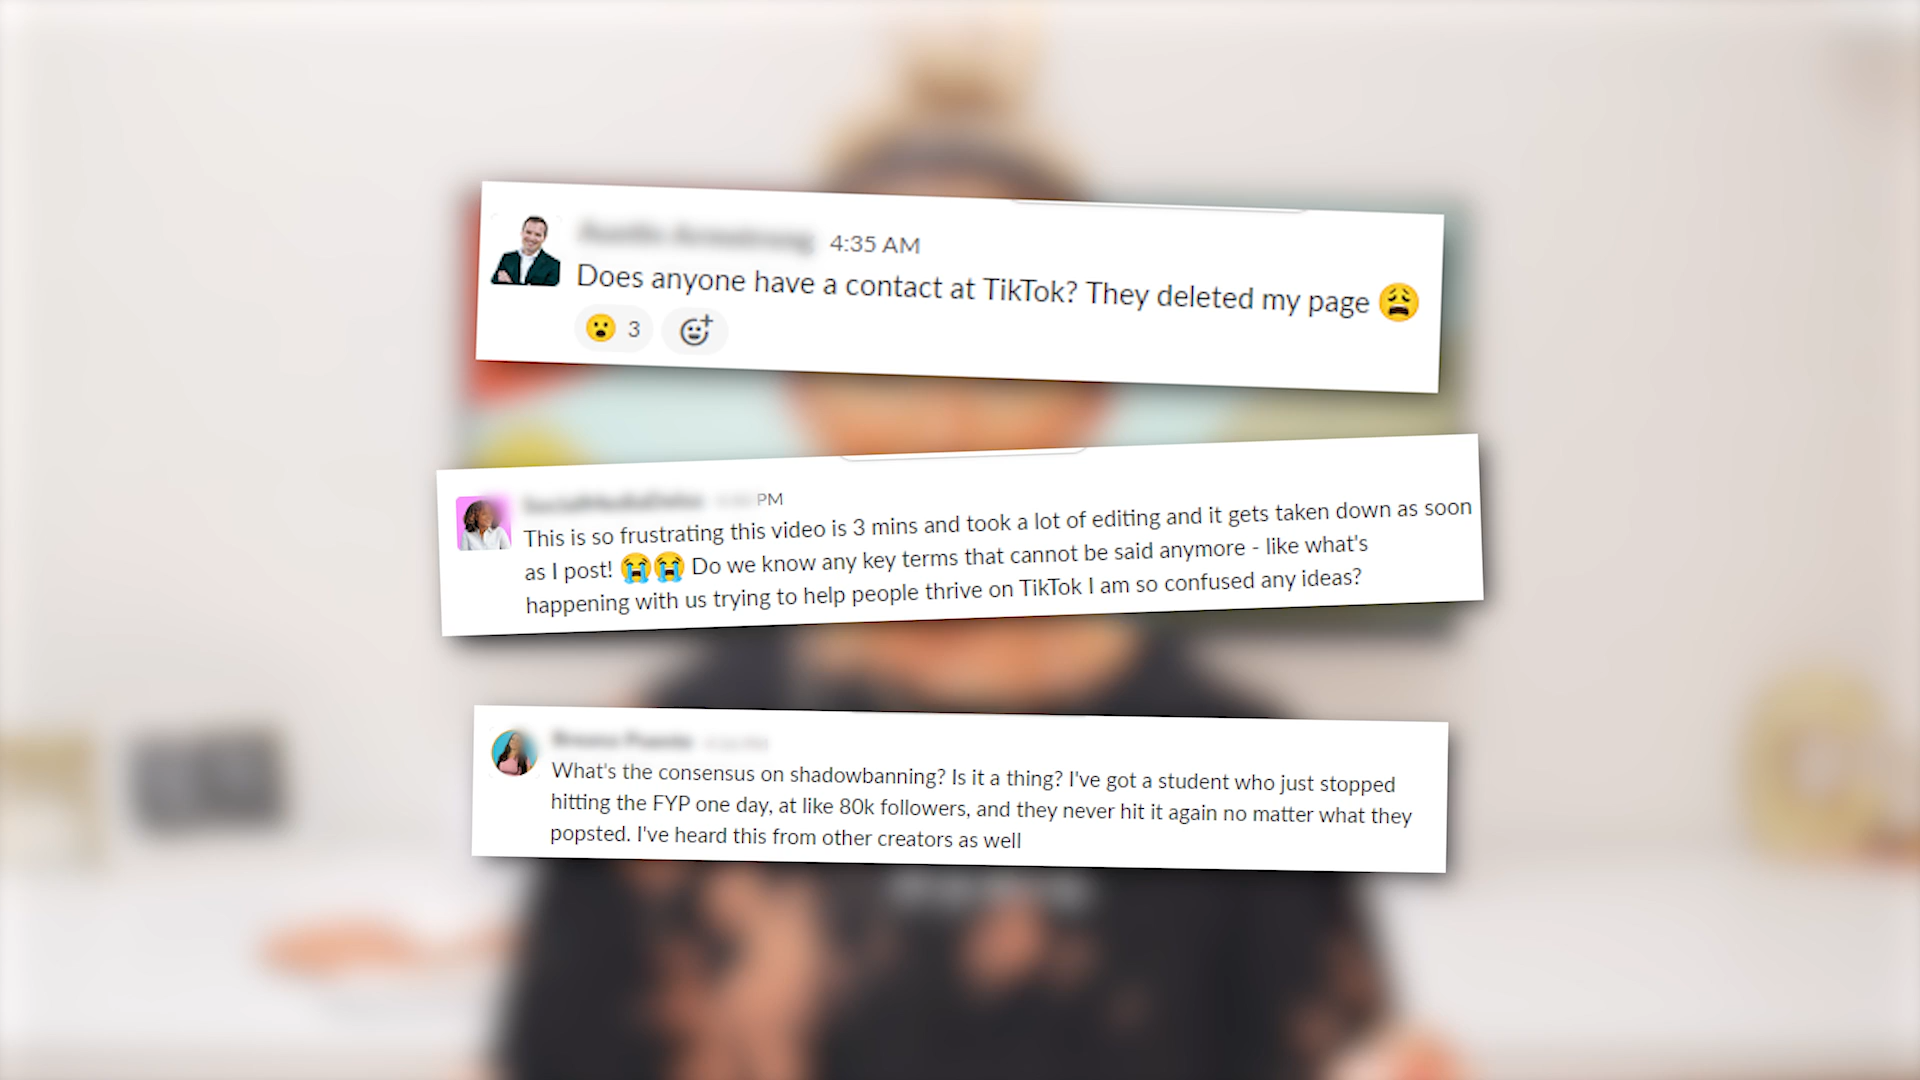 4:35 AM
Does anyone have a contact at TikTok? They deleted my page 😩
😮 3
PM
This is so frustrating this video is 3 mins and took a lot of editing and it gets taken down as soon
as I post! 😭😭 Do we know any key terms that cannot be said anymore - like what's
happening with us trying to help people thrive on TikTok I am so confused any ideas?
What's the consensus on shadowbanning? Is it a thing? I've got a student who just stopped
hitting the FYP one day, at like 80k followers, and they never hit it again no matter what they
popsted. I've heard this from other creators as well